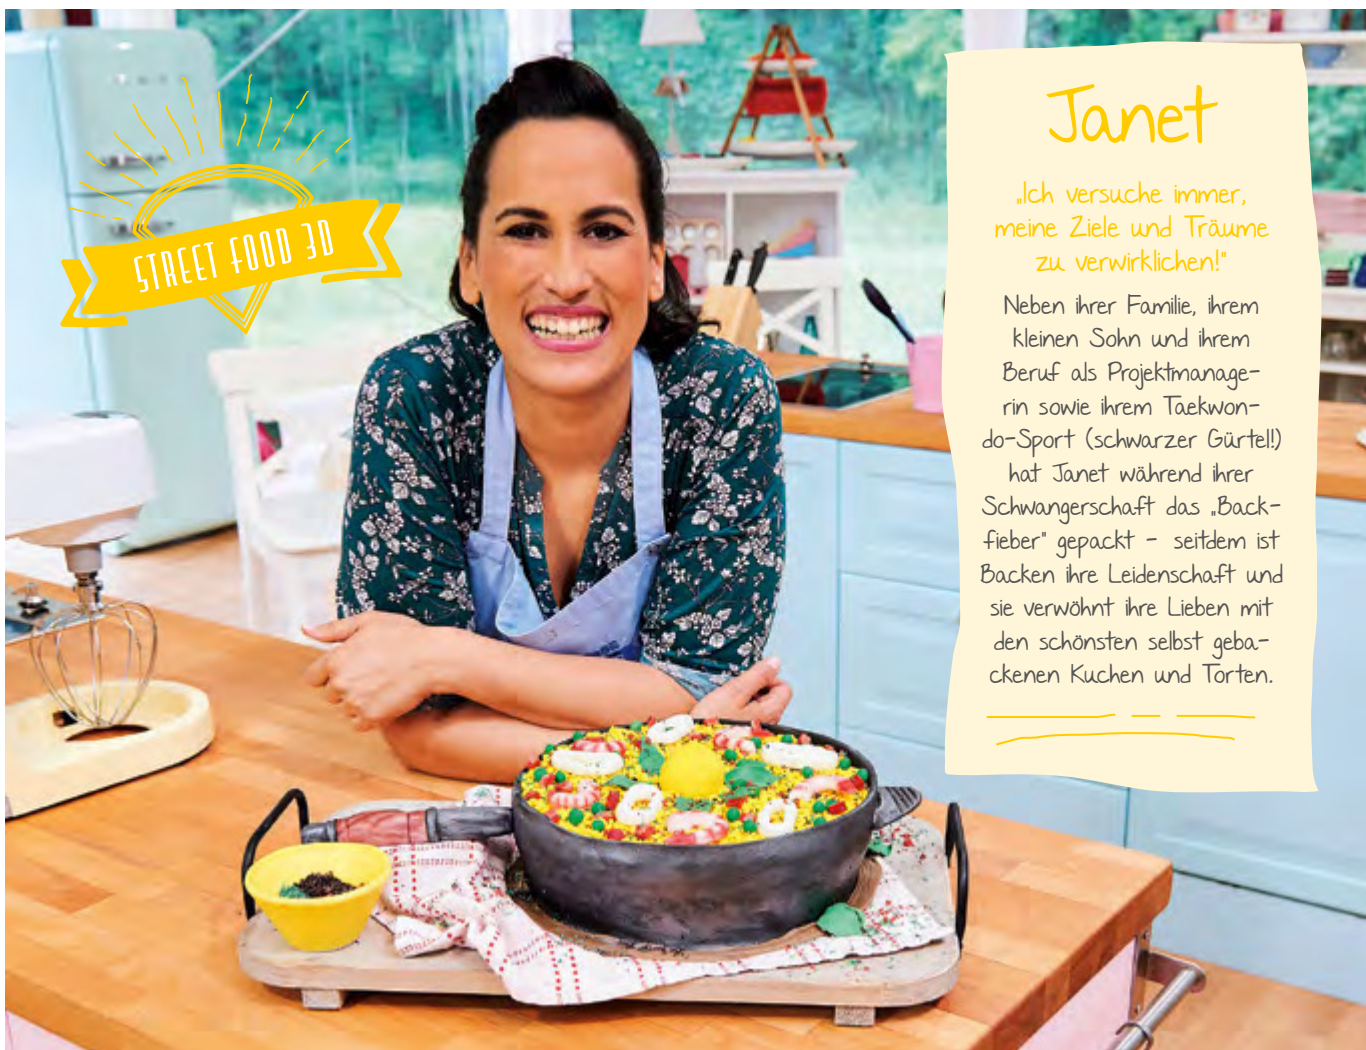 STREET FOOD 3D
Janet
„Ich versuche immer,
meine Ziele und Träume
zu verwirklichen!“
Neben ihrer Familie, ihrem
kleinen Sohn und ihrem
Beruf als Projektmanage-
rin sowie ihrem Taekwon-
do-Sport (schwarzer Gürtel!)
hat Janet während ihrer
Schwangerschaft das „Back-
fieber“ gepackt - seitdem ist
Backen ihre Leidenschaft und
sie verwöhnt ihre Lieben mit
den schönsten selbst geba-
ckenen Kuchen und Torten.